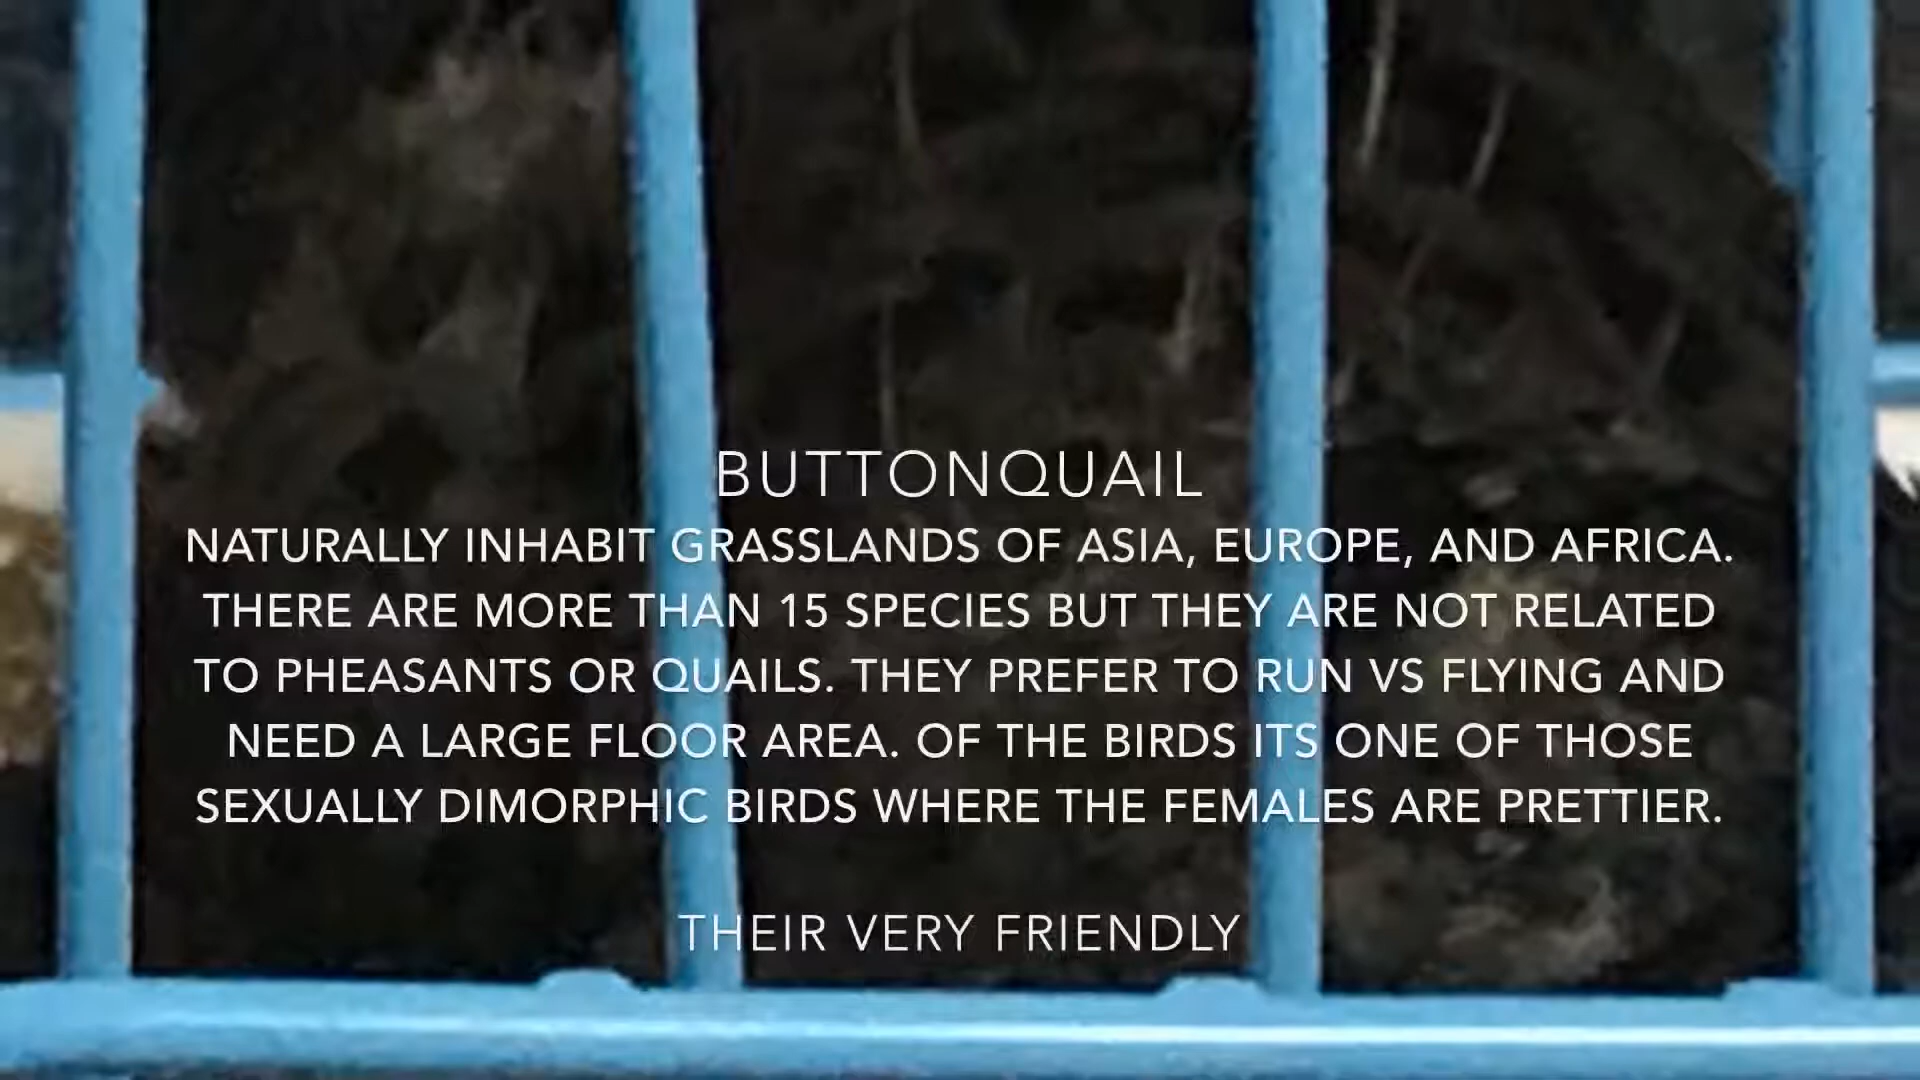 BUTTONQUAIL
NATURALLY INHABIT GRASSLANDS OF ASIA, EUROPE, AND AFRICA.
THERE ARE MORE THAN 15 SPECIES BUT THEY ARE NOT RELATED
TO PHEASANTS OR QUAILS. THEY PREFER TO RUN VS FLYING AND
NEED A LARGE FLOOR AREA. OF THE BIRDS ITS ONE OF THOSE
SEXUALLY DIMORPHIC BIRDS WHERE THE FEMALES ARE PRETTIER.
THEIR VERY FRIENDLY